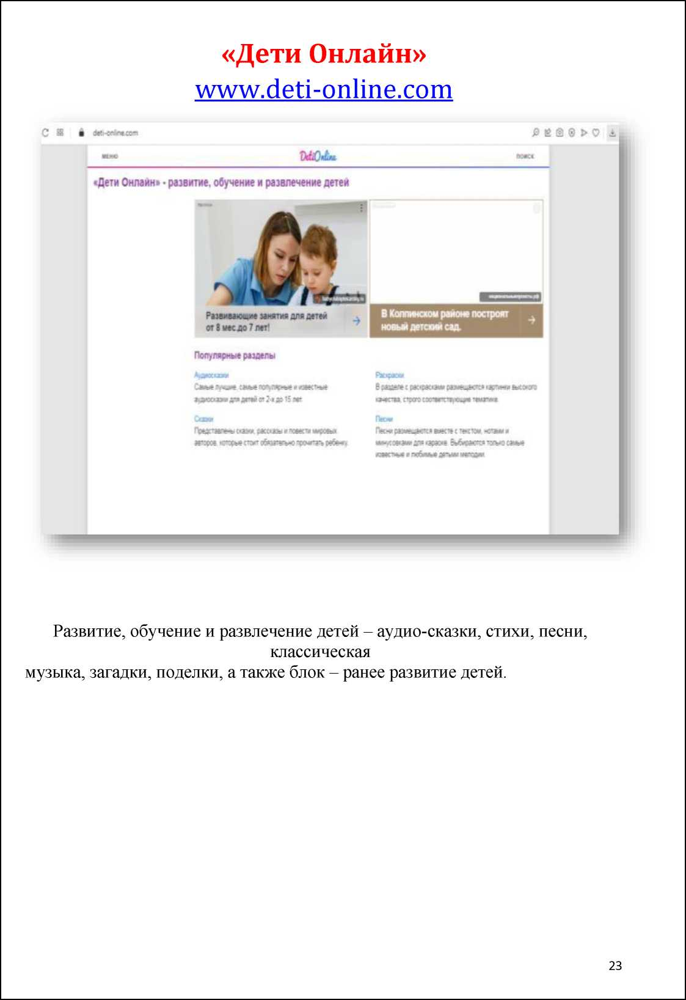 «Дети Онлайн»
www.deti-online.com
deti-online.com
МЕНЮ
DetiOnline
ПОИСК
«Дети Онлайн» - развитие, обучение и развлечение детей
Развивающие занятия для детей
от 8 мес.до 7 лет!
национальныепроекты.рф
В Колпинском районе построят
новый детский сад.
Популярные разделы
Аудиосказки
Самые лучшие, самые популярные и известные
аудиосказки для детей от 2-х до 15 лет.
Раскраски
В разделе с раскрасками размещаются картинки высокого
качества, строго соответствующие тематике.
Сказки
Представлены сказки, рассказы и повести мировых
авторов, которые стоит обязательно прочитать ребенку.
Песни
Песни размещаются вместе с текстом, нотами и
минусовками для караоке. Выбираются только самые
известные и любимые детьми мелодии.
Развитие, обучение и развлечение детей – аудио-сказки, стихи, песни,
классическая
музыка, загадки, поделки, а также блок – ранее развитие детей.
23